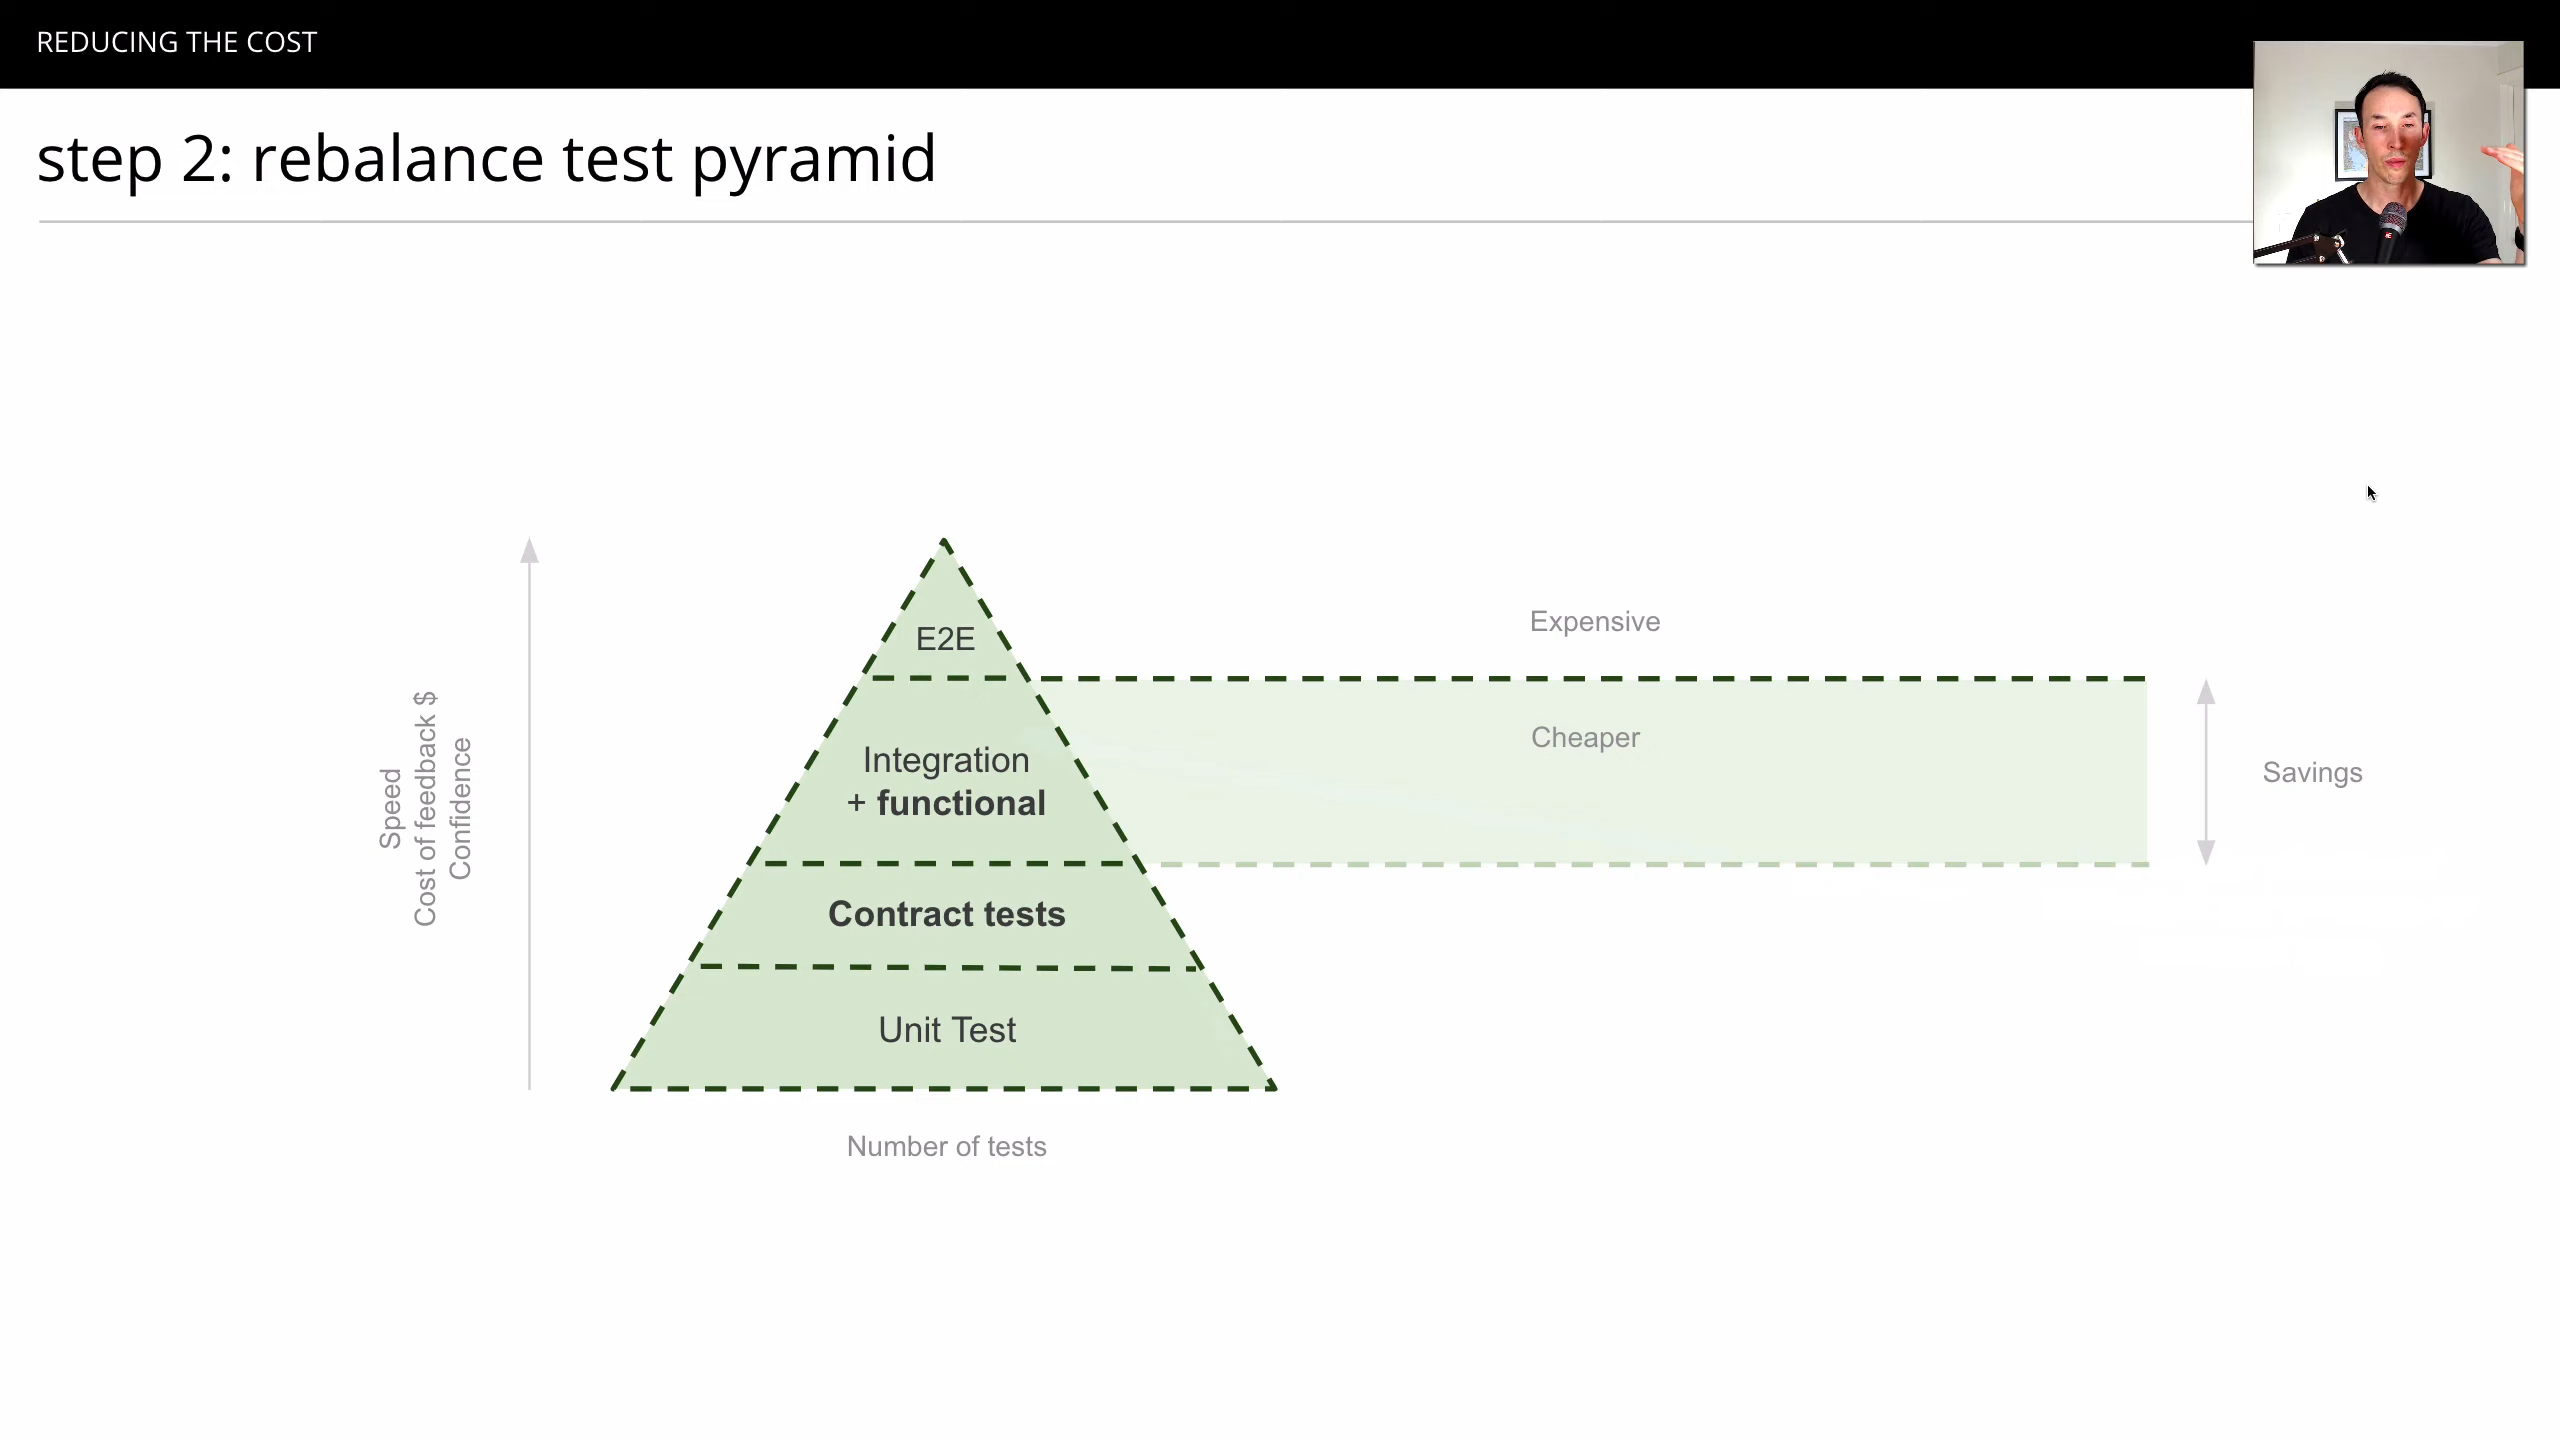 REDUCING THE COST
step 2: rebalance test pyramid
Speed
Cost of feedback $
Confidence
E2E
Integration
+ functional
Contract tests
Unit Test
Number of tests
Expensive
Cheaper
Savings